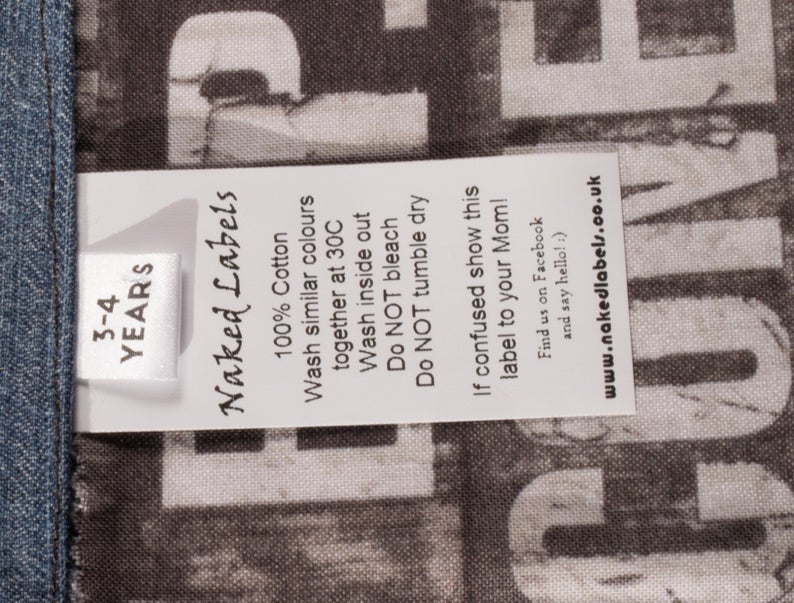 3-4
YEARS
Naked Labels
100% Cotton
Wash similar colours
together at 30C
Wash inside out
Do NOT bleach
Do NOT tumble dry
If confused show this
label to your Mom!
Find us on Facebook
and say hello! :)
www.nakedlabels.co.uk